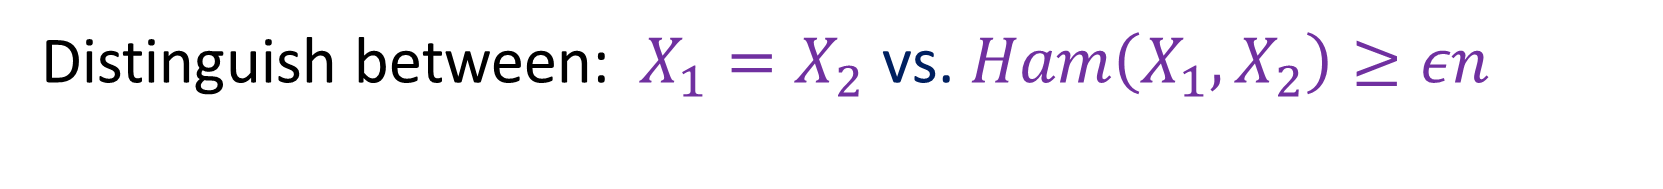 Distinguish between: X₁ = X₂ vs. Ham(X₁, X₂) ≥ ϵn